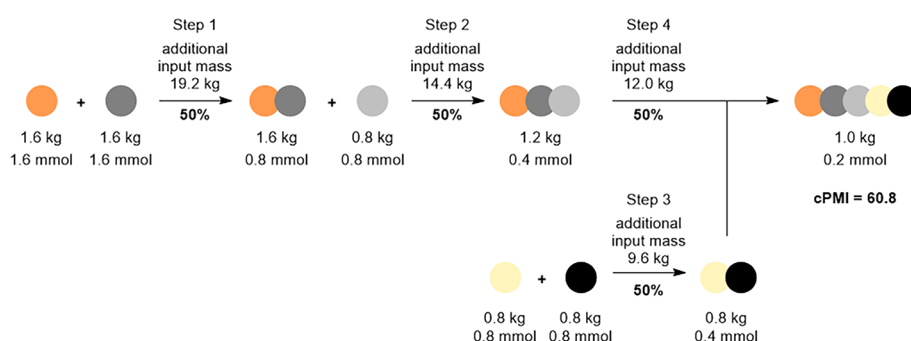 Step 1
additional
input mass
19.2 kg
50%
+
1.6 kg
1.6 mmol
1.6 kg
1.6 mmol
Step 2
additional
input mass
14.4 kg
50%
+
1.6 kg
0.8 mmol
0.8 kg
0.8 mmol
Step 4
additional
input mass
12.0 kg
50%
1.2 kg
0.4 mmol
1.0 kg
0.2 mmol
cPMI = 60.8
Step 3
additional
input mass
9.6 kg
50%
+
0.8 kg
0.8 mmol
0.8 kg
0.8 mmol
0.8 kg
0.4 mmol